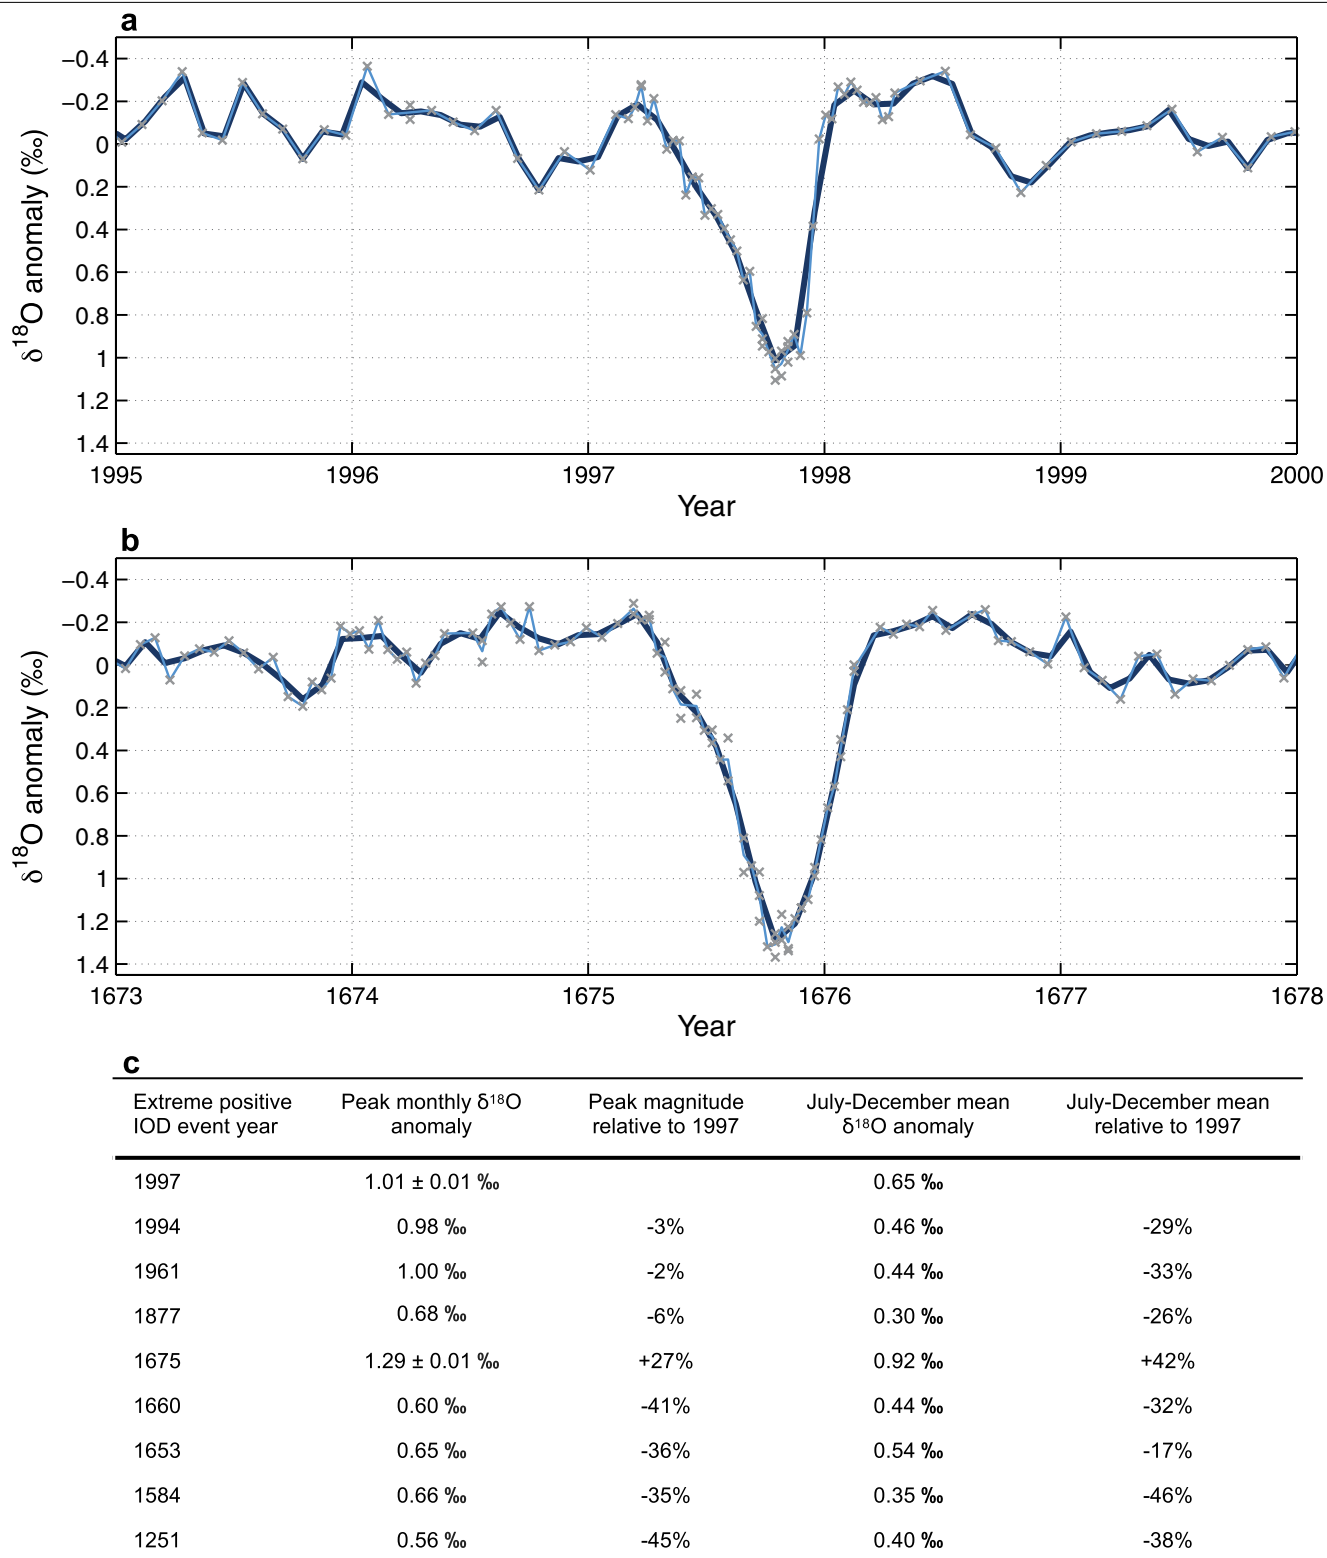 a
−0.4
−0.2
0
0.2
0.4
0.6
0.8
1
1.2
1.4
δ¹⁸O anomaly (‰)
1995 1996 1997 1998 1999 2000
Year
b
−0.4
−0.2
0
0.2
0.4
0.6
0.8
1
1.2
1.4
δ¹⁸O anomaly (‰)
1673 1674 1675 1676 1677 1678
Year
c
Extreme positive Peak monthly δ¹⁸O Peak magnitude July-December mean July-December mean
IOD event year anomaly relative to 1997 δ¹⁸O anomaly relative to 1997
1997 1.01 ± 0.01 ‰ 0.65 ‰
1994 0.98 ‰ -3% 0.46 ‰ -29%
1961 1.00 ‰ -2% 0.44 ‰ -33%
1877 0.68 ‰ -6% 0.30 ‰ -26%
1675 1.29 ± 0.01 ‰ +27% 0.92 ‰ +42%
1660 0.60 ‰ -41% 0.44 ‰ -32%
1653 0.65 ‰ -36% 0.54 ‰ -17%
1584 0.66 ‰ -35% 0.35 ‰ -46%
1251 0.56 ‰ -45% 0.40 ‰ -38%